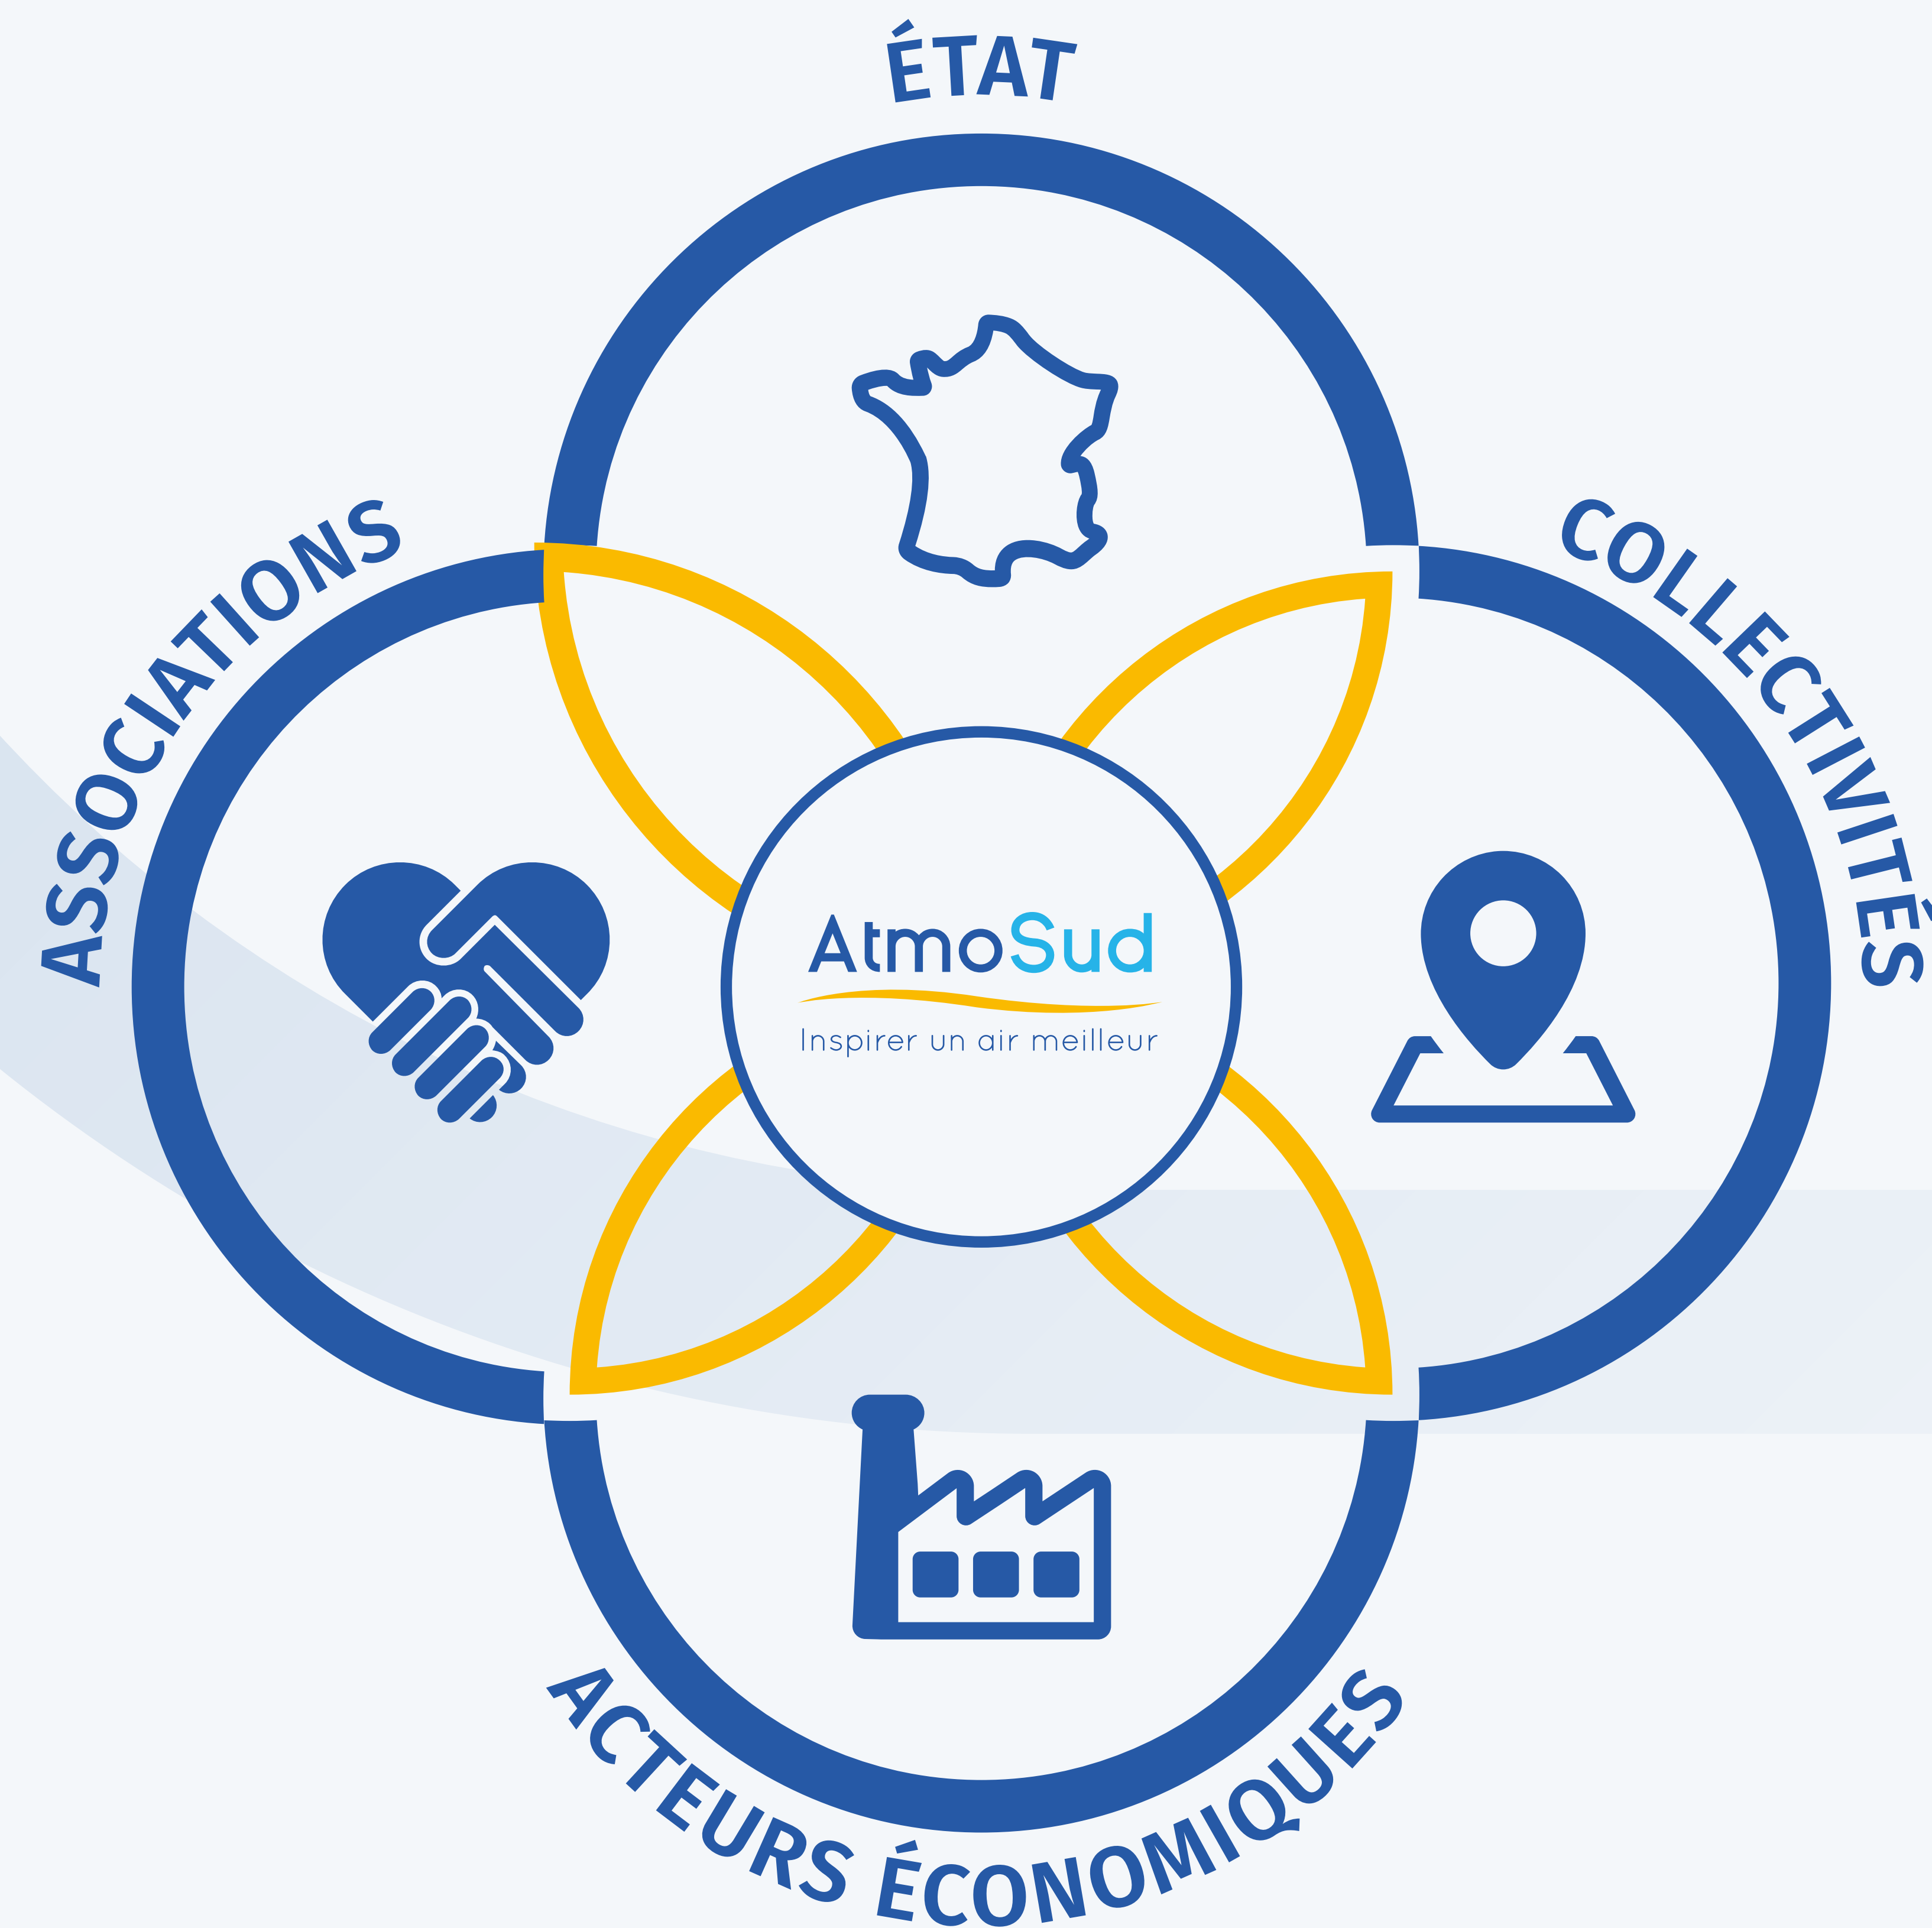 ÉTAT
ASSOCIATIONS
COLLECTIVITÉS
AtmoSud
Inspirer un air meilleur
ACTEURS ÉCONOMIQUES